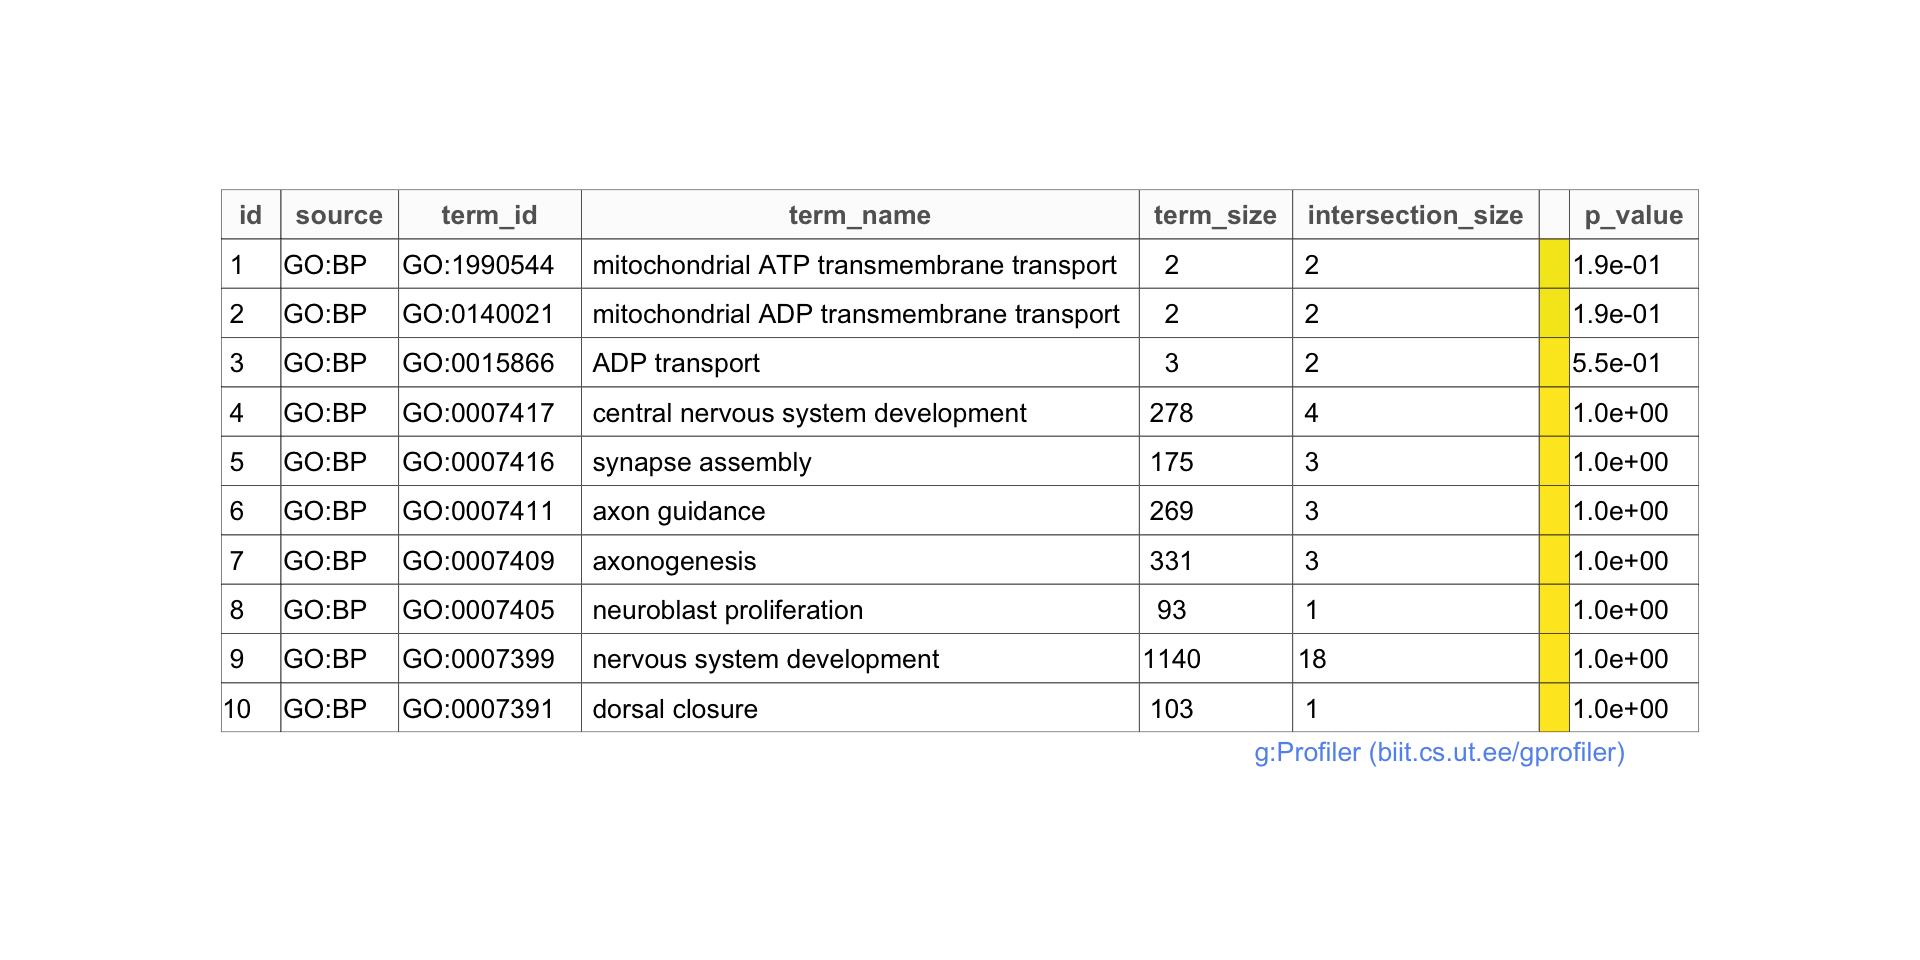 id source term_id term_name term_size intersection_size p_value
1 GO:BP GO:1990544 mitochondrial ATP transmembrane transport 2 2 1.9e-01
2 GO:BP GO:0140021 mitochondrial ADP transmembrane transport 2 2 1.9e-01
3 GO:BP GO:0015866 ADP transport 3 2 5.5e-01
4 GO:BP GO:0007417 central nervous system development 278 4 1.0e+00
5 GO:BP GO:0007416 synapse assembly 175 3 1.0e+00
6 GO:BP GO:0007411 axon guidance 269 3 1.0e+00
7 GO:BP GO:0007409 axonogenesis 331 3 1.0e+00
8 GO:BP GO:0007405 neuroblast proliferation 93 1 1.0e+00
9 GO:BP GO:0007399 nervous system development 1140 18 1.0e+00
10 GO:BP GO:0007391 dorsal closure 103 1 1.0e+00
g:Profiler (biit.cs.ut.ee/gprofiler)